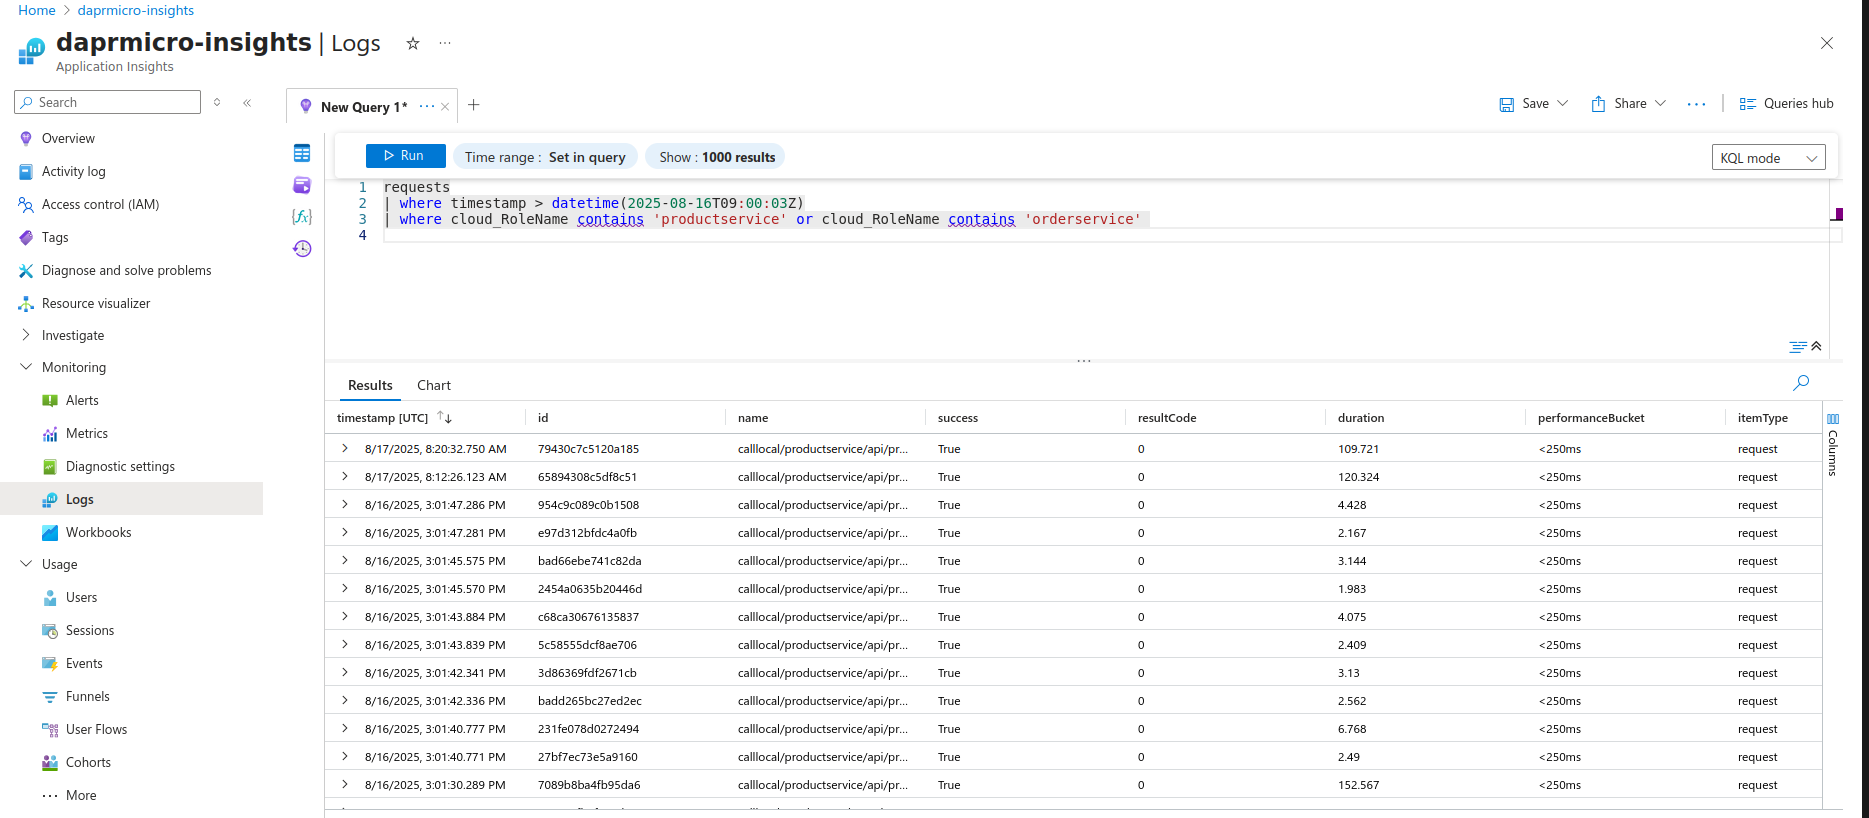 Home > daprmicro-insights
daprmicro-insights | Logs
Application Insights
Search
Overview
Activity log
Access control (IAM)
Tags
Diagnose and solve problems
Resource visualizer
Investigate
Monitoring
Alerts
Metrics
Diagnostic settings
Logs
Workbooks
Usage
Users
Sessions
Events
Funnels
User Flows
Cohorts
More
New Query 1*
Save
Share
Queries hub
Run
Time range : Set in query
Show : 1000 results
KQL mode
1 requests
2 | where timestamp > datetime(2025-08-16T09:00:03Z)
3 | where cloud_RoleName contains 'productservice' or cloud_RoleName contains 'orderservice'
4
Results Chart
timestamp [UTC] id name success resultCode duration performanceBucket itemType
8/17/2025, 8:20:32.750 AM 79430c7c5120a185 calllocal/productservice/api/pr... True 0 109.721 <250ms request
8/17/2025, 8:12:26.123 AM 65894308c5df8c51 calllocal/productservice/api/pr... True 0 120.324 <250ms request
8/16/2025, 3:01:47.286 PM 954c9c089c0b1508 calllocal/productservice/api/pr... True 0 4.428 <250ms request
8/16/2025, 3:01:47.281 PM e97d312bfdc4a0fb calllocal/productservice/api/pr... True 0 2.167 <250ms request
8/16/2025, 3:01:45.575 PM bad66ebe741c82da calllocal/productservice/api/pr... True 0 3.144 <250ms request
8/16/2025, 3:01:45.570 PM 2454a0635b20446d calllocal/productservice/api/pr... True 0 1.983 <250ms request
8/16/2025, 3:01:43.884 PM c68ca30676135837 calllocal/productservice/api/pr... True 0 4.075 <250ms request
8/16/2025, 3:01:43.839 PM 5c58555dcf8ae706 calllocal/productservice/api/pr... True 0 2.409 <250ms request
8/16/2025, 3:01:42.341 PM 3d86369fdf2671cb calllocal/productservice/api/pr... True 0 3.13 <250ms request
8/16/2025, 3:01:42.336 PM badd265bc27ed2ec calllocal/productservice/api/pr... True 0 2.562 <250ms request
8/16/2025, 3:01:40.777 PM 231fe078d0272494 calllocal/productservice/api/pr... True 0 6.768 <250ms request
8/16/2025, 3:01:40.771 PM 27bf7ec73e5a9160 calllocal/productservice/api/pr... True 0 2.49 <250ms request
8/16/2025, 3:01:30.289 PM 7089b8ba4fb95da6 calllocal/productservice/api/pr... True 0 152.567 <250ms request
Columns